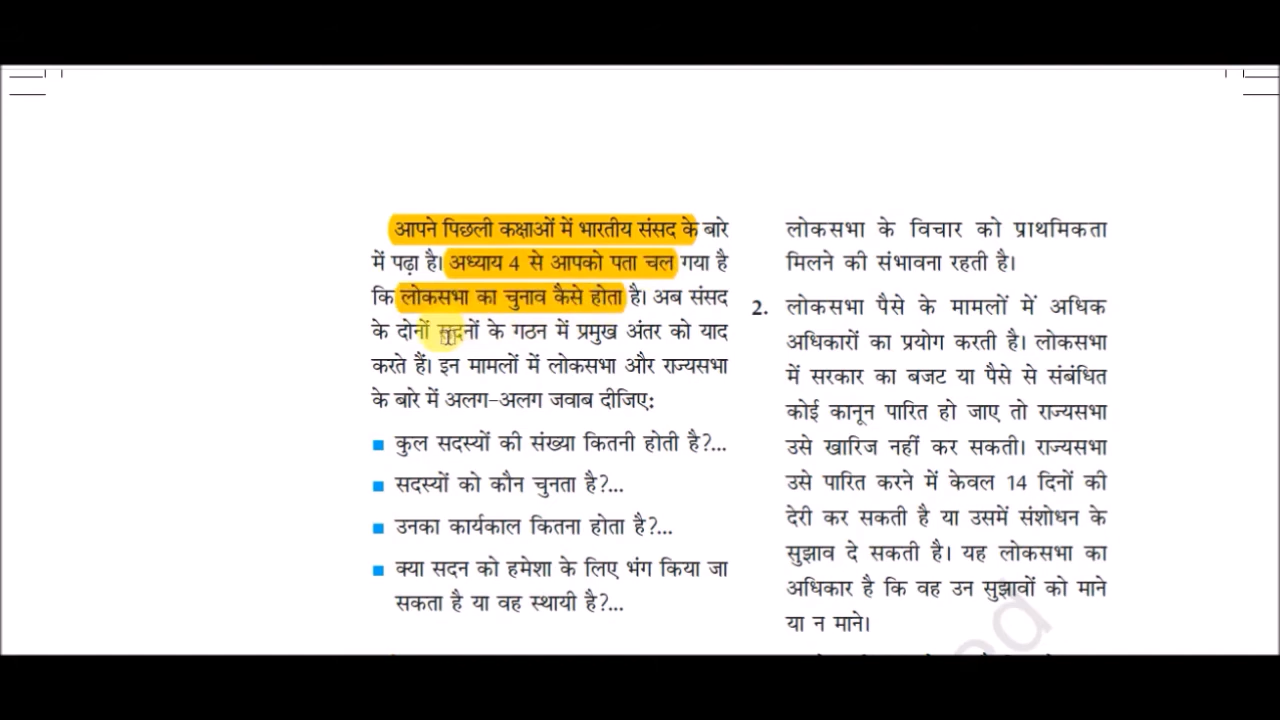 आपने पिछली कक्षाओं में भारतीय संसद के बारे
में पढ़ा है। अध्याय 4 से आपको पता चल गया है
कि लोकसभा का चुनाव कैसे होता है। अब संसद
के दोनों सदनों के गठन में प्रमुख अंतर को याद
करते हैं। इन मामलों में लोकसभा और राज्यसभा
के बारे में अलग-अलग जवाब दीजिए:
■ कुल सदस्यों की संख्या कितनी होती है?...
■ सदस्यों को कौन चुनता है?...
■ उनका कार्यकाल कितना होता है?...
■ क्या सदन को हमेशा के लिए भंग किया जा
सकता है या वह स्थायी है?...
लोकसभा के विचार को प्राथमिकता
मिलने की संभावना रहती है।
2. लोकसभा पैसे के मामलों में अधिक
अधिकारों का प्रयोग करती है। लोकसभा
में सरकार का बजट या पैसे से संबंधित
कोई कानून पारित हो जाए तो राज्यसभा
उसे खारिज नहीं कर सकती। राज्यसभा
उसे पारित करने में केवल 14 दिनों की
देरी कर सकती है या उसमें संशोधन के
सुझाव दे सकती है। यह लोकसभा का
अधिकार है कि वह उन सुझावों को माने
या न माने।